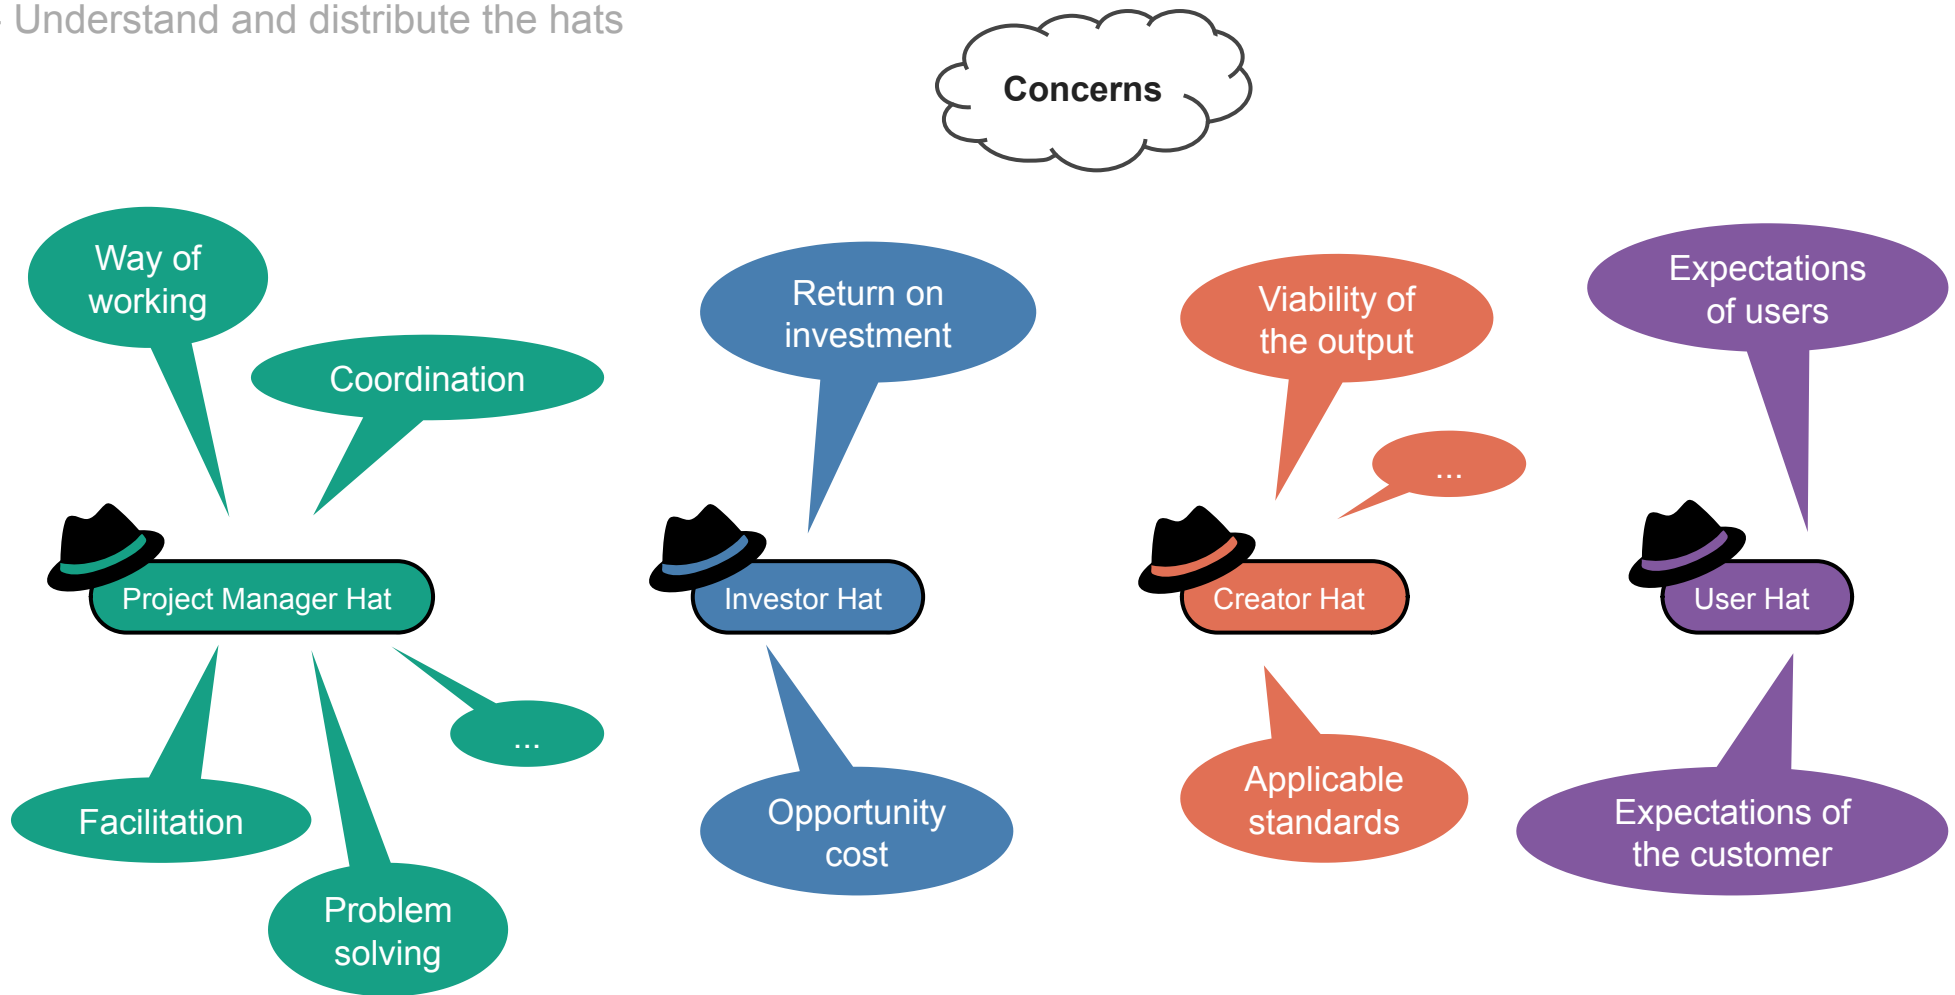 - Understand and distribute the hats
Concerns
Way of
working
Coordination
Return on
investment
Viability of
the output
...
Expectations
of users
Project Manager Hat
Investor Hat
Creator Hat
User Hat
...
Facilitation
Problem
solving
Opportunity
cost
Applicable
standards
Expectations of
the customer